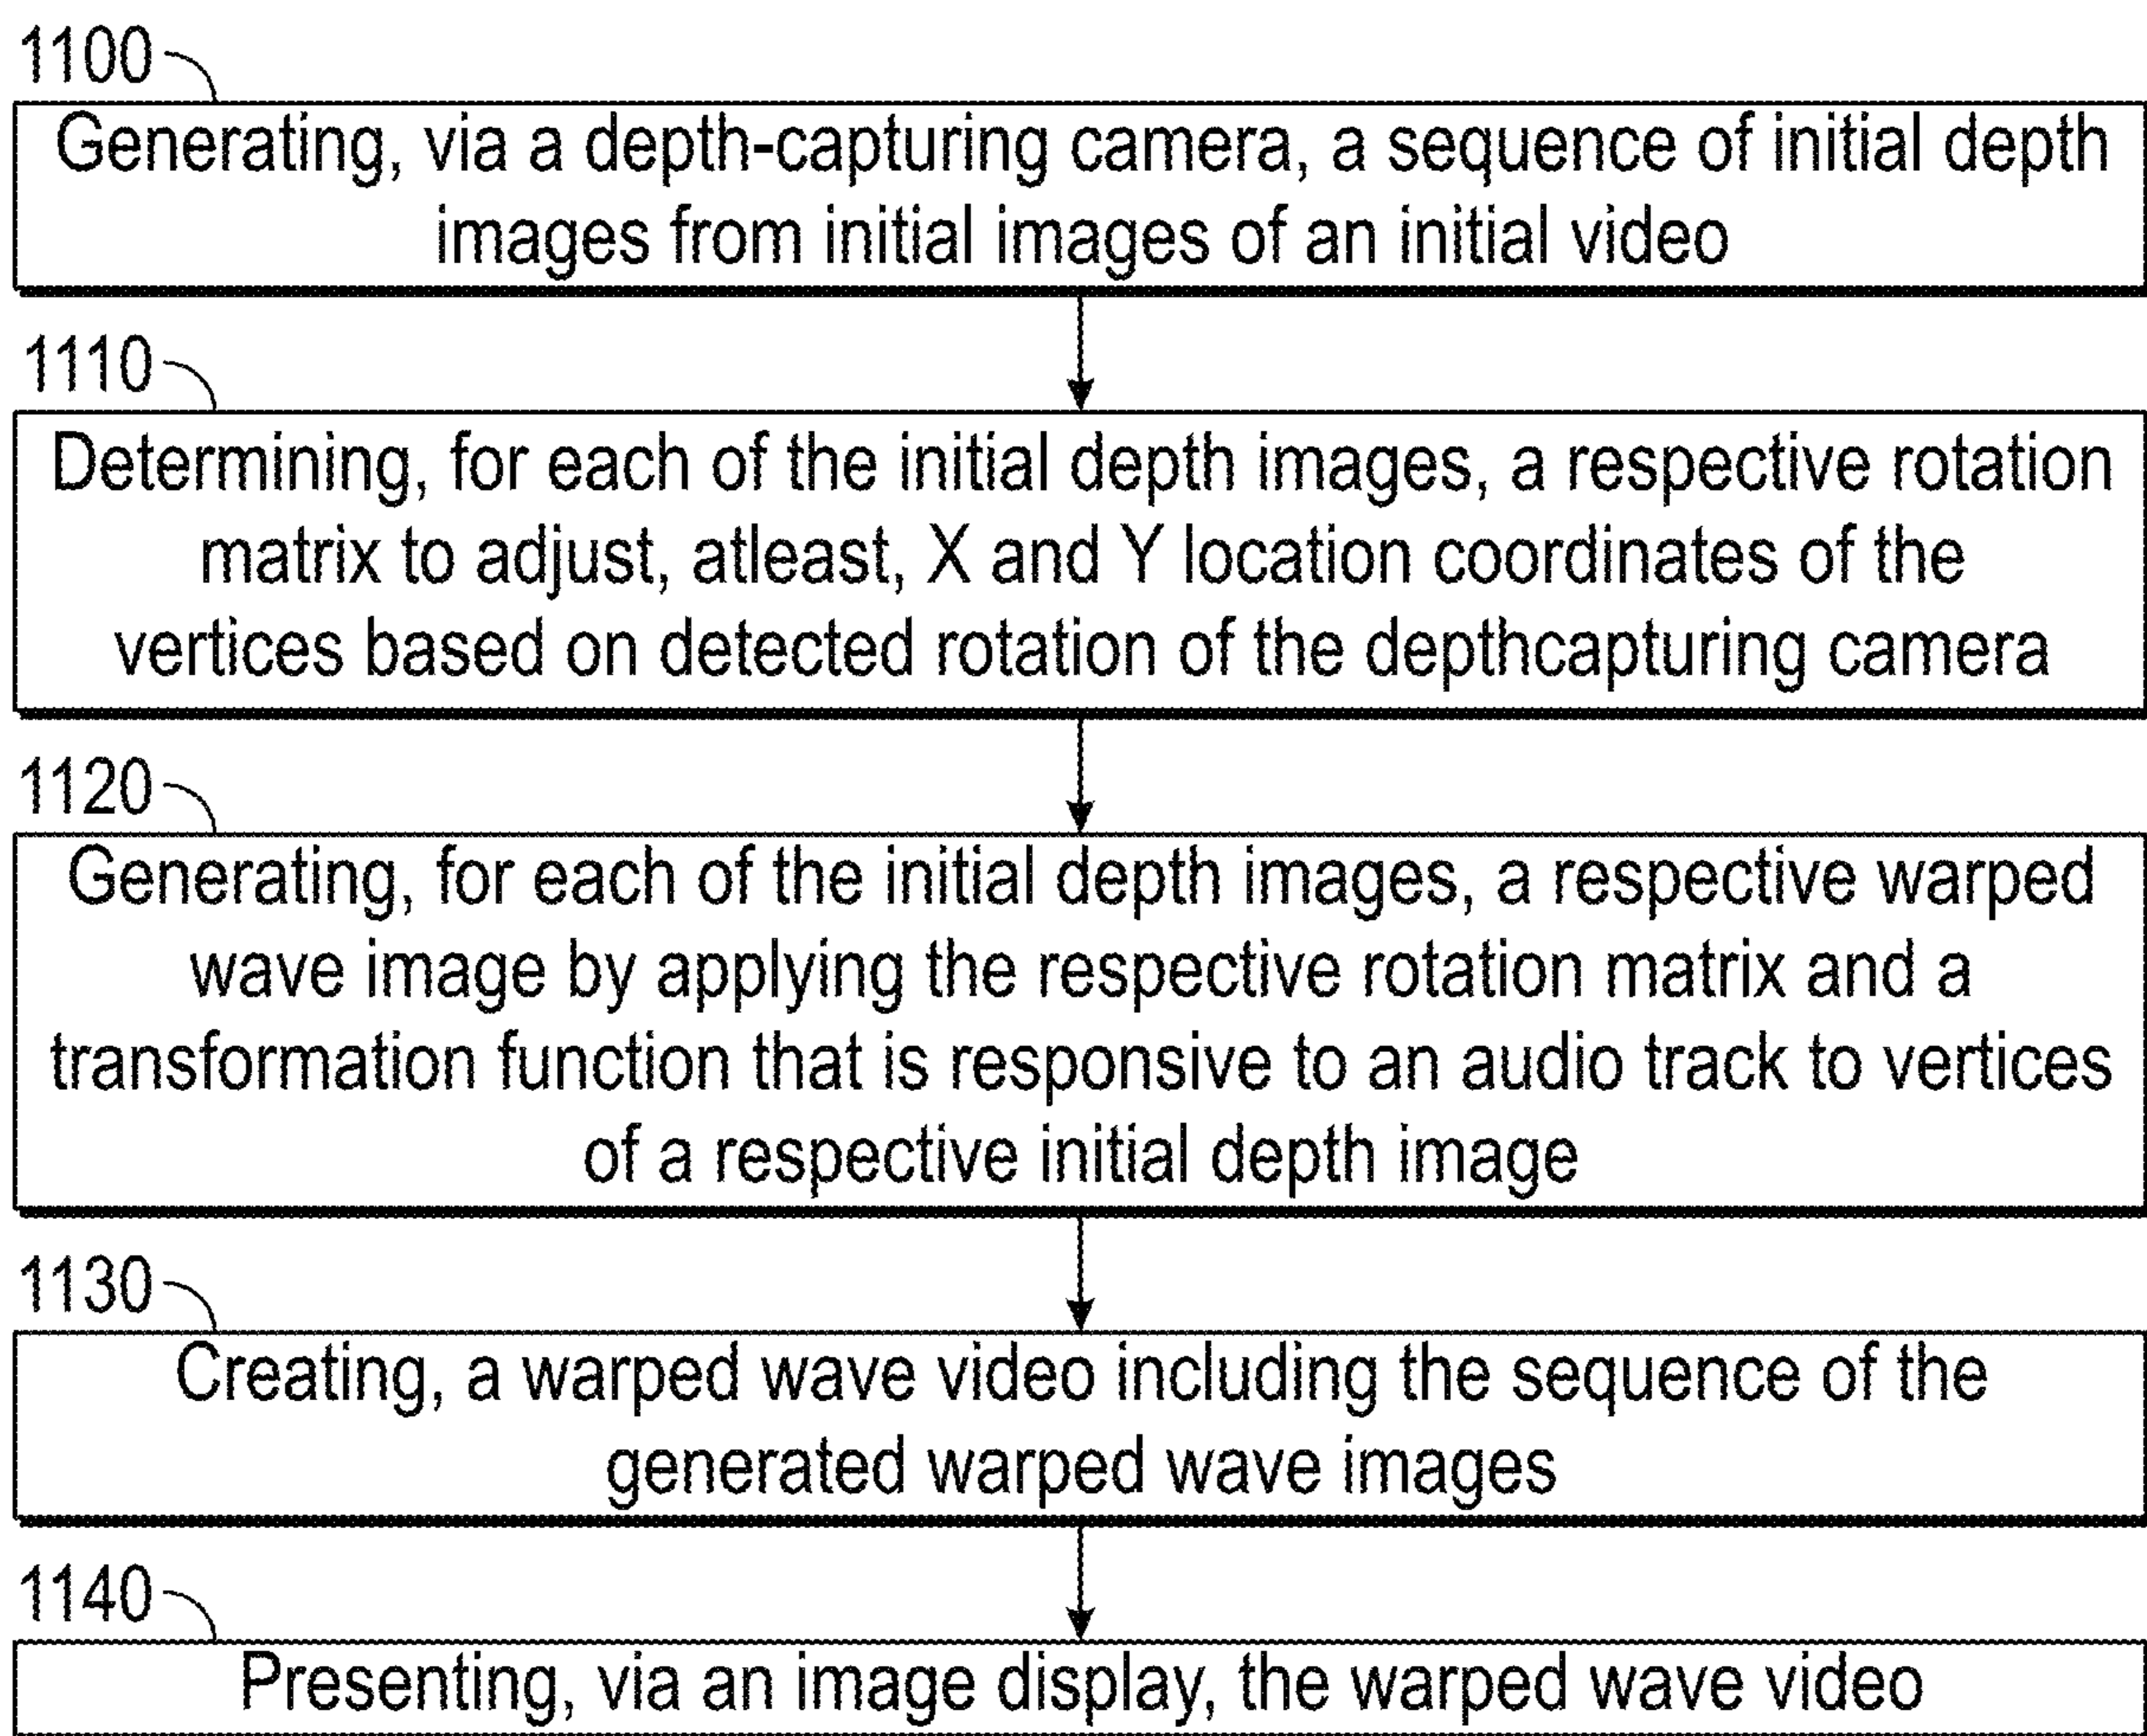 1100
Generating, via a depth-capturing camera, a sequence of initial depth
images from initial images of an initial video
1110
Determining, for each of the initial depth images, a respective rotation
matrix to adjust, atleast, X and Y location coordinates of the
vertices based on detected rotation of the depthcapturing camera
1120
Generating, for each of the initial depth images, a respective warped
wave image by applying the respective rotation matrix and a
transformation function that is responsive to an audio track to vertices
of a respective initial depth image
1130
Creating, a warped wave video including the sequence of the
generated warped wave images
1140
Presenting, via an image display, the warped wave video